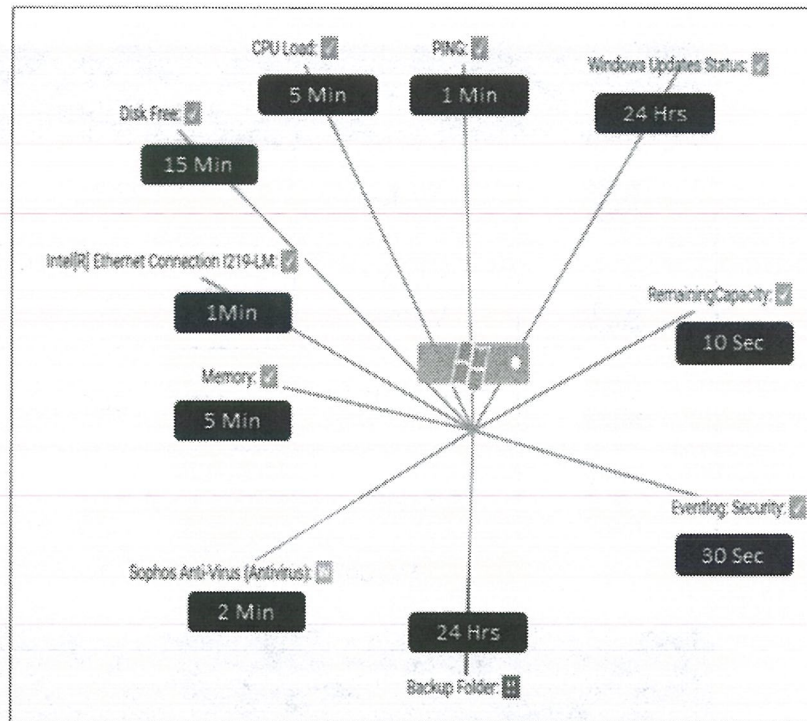 CPU Load:
5 Min
PING:
1 Min
Windows Updates Status:
24 Hrs
Disk Free:
15 Min
Intel[R] Ethernet Connection I219-LM:
1Min
RemainingCapacity:
10 Sec
Memory:
5 Min
Eventlog: Security:
30 Sec
Sophos Anti-Virus (Antivirus):
2 Min
24 Hrs
Backup Folder: